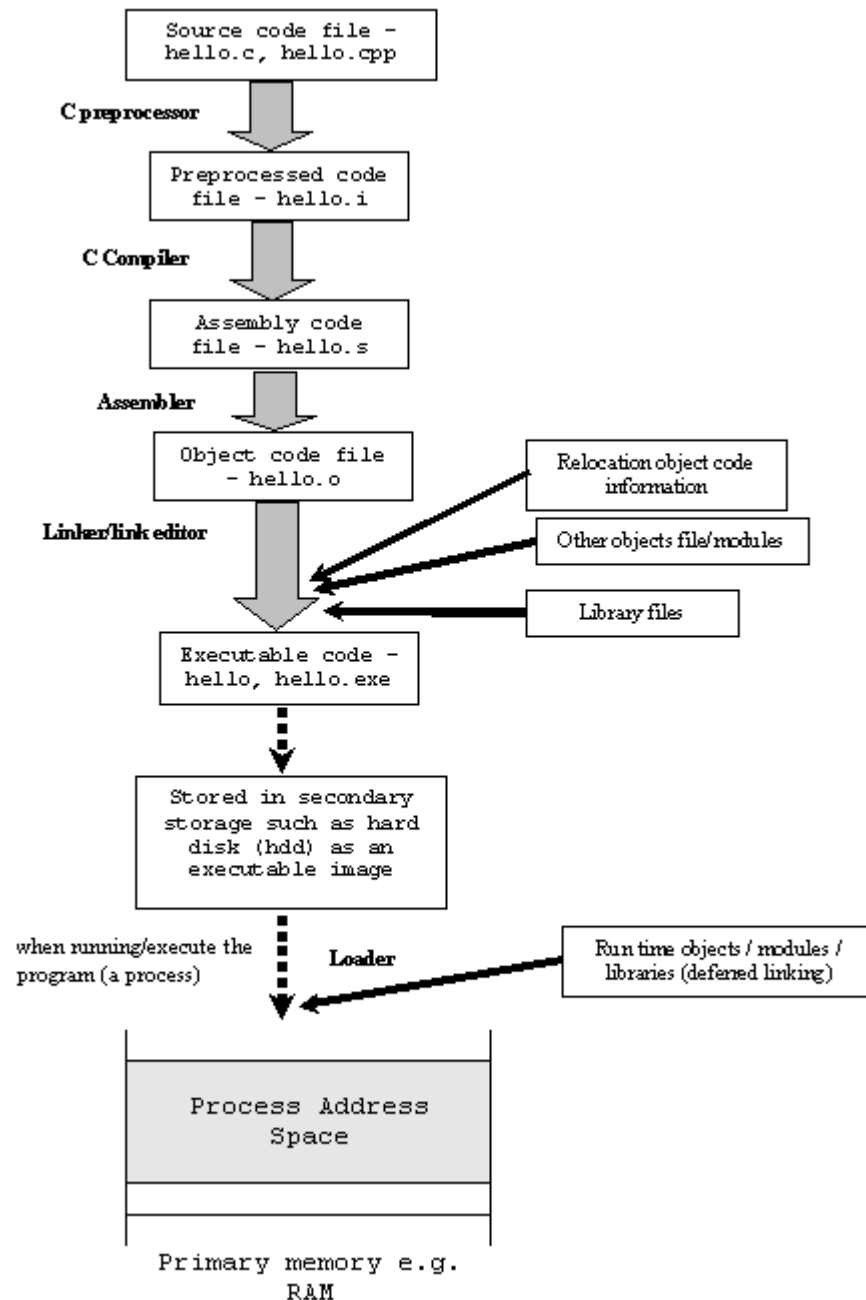 Source code file –
hello.c, hello.cpp
C preprocessor
Preprocessed code
file – hello.i
C Compiler
Assembly code
file – hello.s
Assembler
Object code file
– hello.o
Relocation object code
information
Linker/link editor
Other objects file/modules
Library files
Executable code –
hello, hello.exe
Stored in secondary
storage such as hard
disk (hdd) as an
executable image
when running/execute the
program (a process)
Loader
Run time objects / modules /
libraries (deferred linking)
Process Address
Space
Primary memory e.g.
RAM